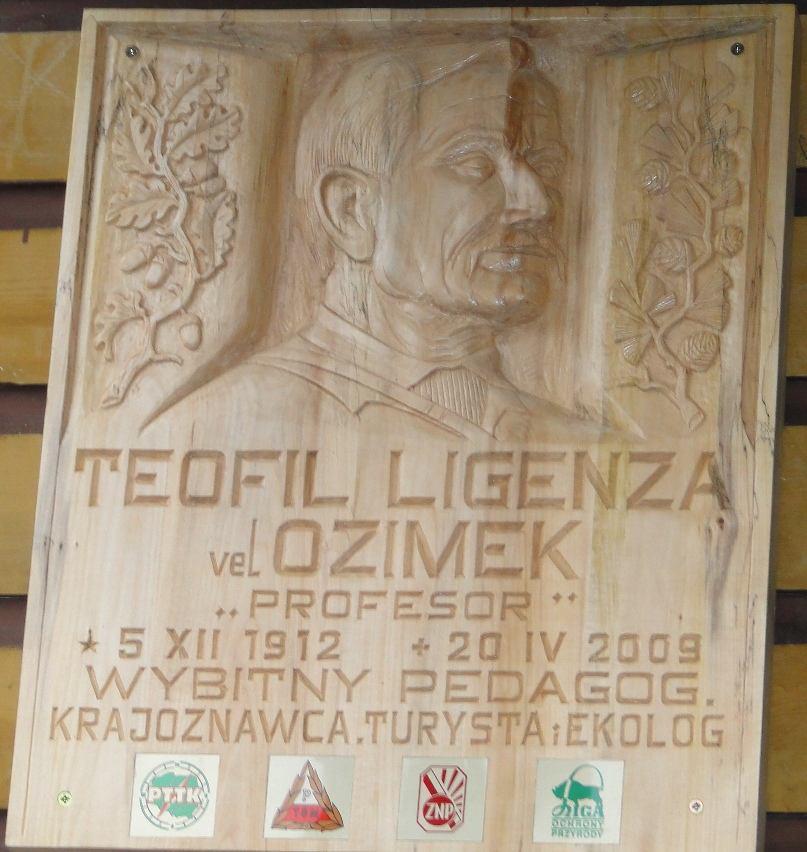 TEOFIL LIGENZA
vel OZIMEK
„PROFESOR"
* 5 XII 1912 + 20 IV 2009
WYBITNY PEDAGOG.
KRAJOZNAWCA.TURYSTA i EKOLOG
PTTK
P
TSM
ZNP
LIGA
OCHRONY
PRZYRODY